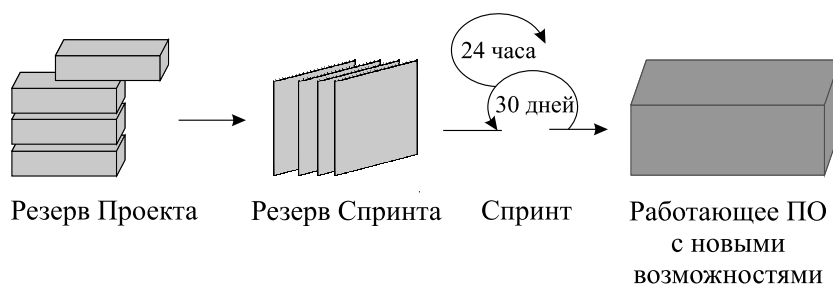 24 часа
30 дней
Резерв Проекта
Резерв Спринта
Спринт
Работающее ПО
с новыми
возможностями